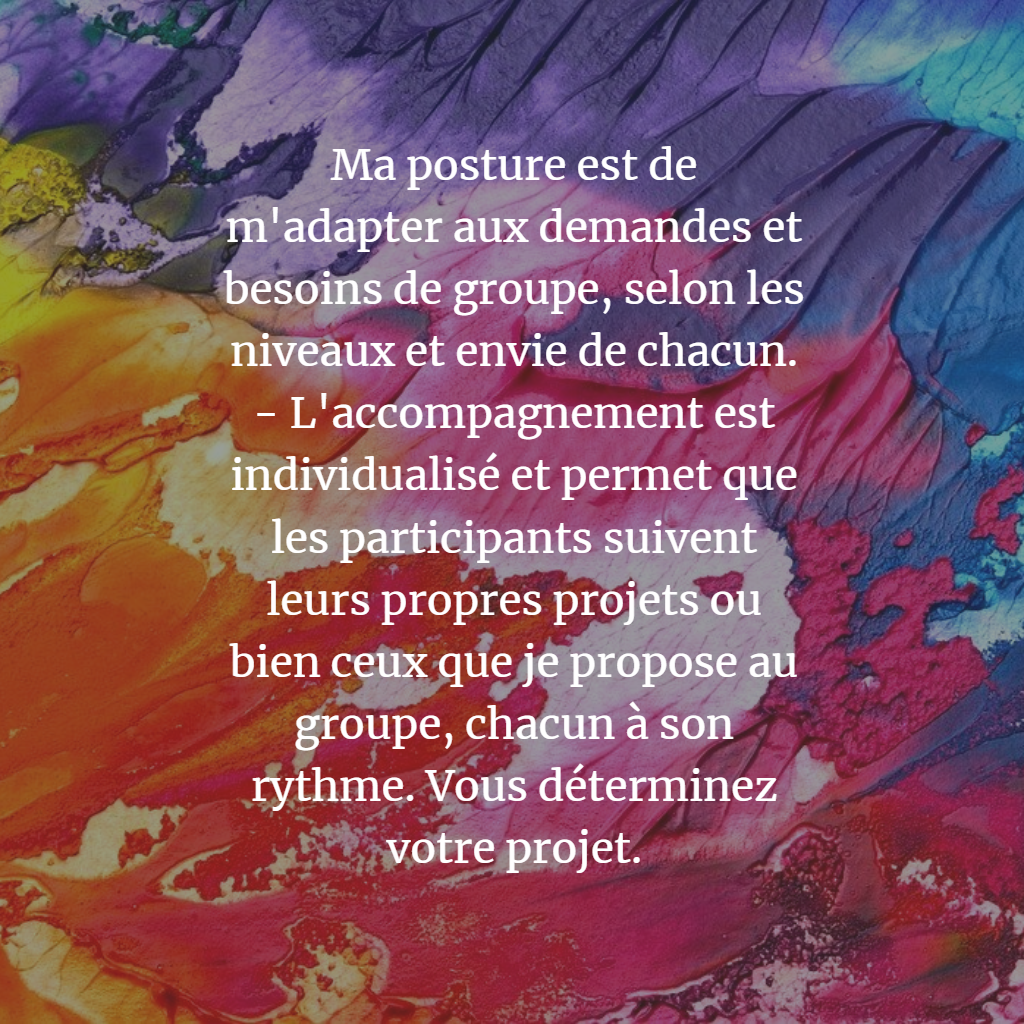 Ma posture est de
m'adapter aux demandes et
besoins de groupe, selon les
niveaux et envie de chacun.
- L'accompagnement est
individualisé et permet que
les participants suivent
leurs propres projets ou
bien ceux que je propose au
groupe, chacun à son
rythme. Vous déterminez
votre projet.